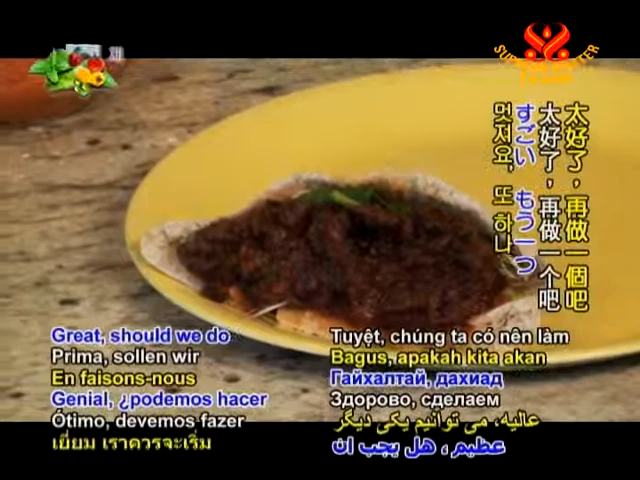 SUPREME MASTER
太好了，再做一個吧
太好了，再做一个吧
すごい もう一つ
멋져요, 또 하나
Great, should we do
Prima, sollen wir
En faisons-nous
Genial, ¿podemos hacer
Ótimo, devemos fazer
เยี่ยม เราควรจะเริ่ม
Tuyệt, chúng ta có nên làm
Bagus, apakah kita akan
Гайхалтай, дахиад
Здорово, сделаем
عالیه، می توانیم یکی دیگر
عظيم، هل يجب ان